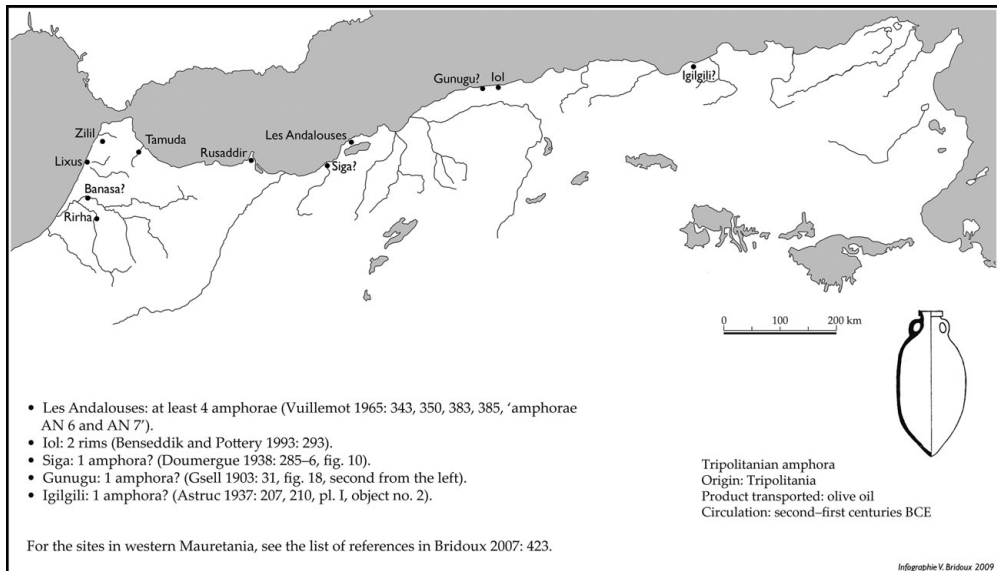 Gunugu?
Iol
Igilgili?
Zilil
Tamuda
Les Andalouses
Rusaddir
Lixus
Siga?
Banasa?
Rirha
0 100 200 km
• Les Andalouses: at least 4 amphorae (Vuillemot 1965: 343, 350, 383, 385, ‘amphorae
AN 6 and AN 7’).
• Iol: 2 rims (Benseddik and Pottery 1993: 293).
• Siga: 1 amphora? (Doumergue 1938: 285–6, fig. 10).
• Gunugu: 1 amphora? (Gsell 1903: 31, fig. 18, second from the left).
• Igilgili: 1 amphora? (Astruc 1937: 207, 210, pl. I, object no. 2).
For the sites in western Mauretania, see the list of references in Bridoux 2007: 423.
Tripolitanian amphora
Origin: Tripolitania
Product transported: olive oil
Circulation: second–first centuries BCE
Infographie V. Bridoux 2009